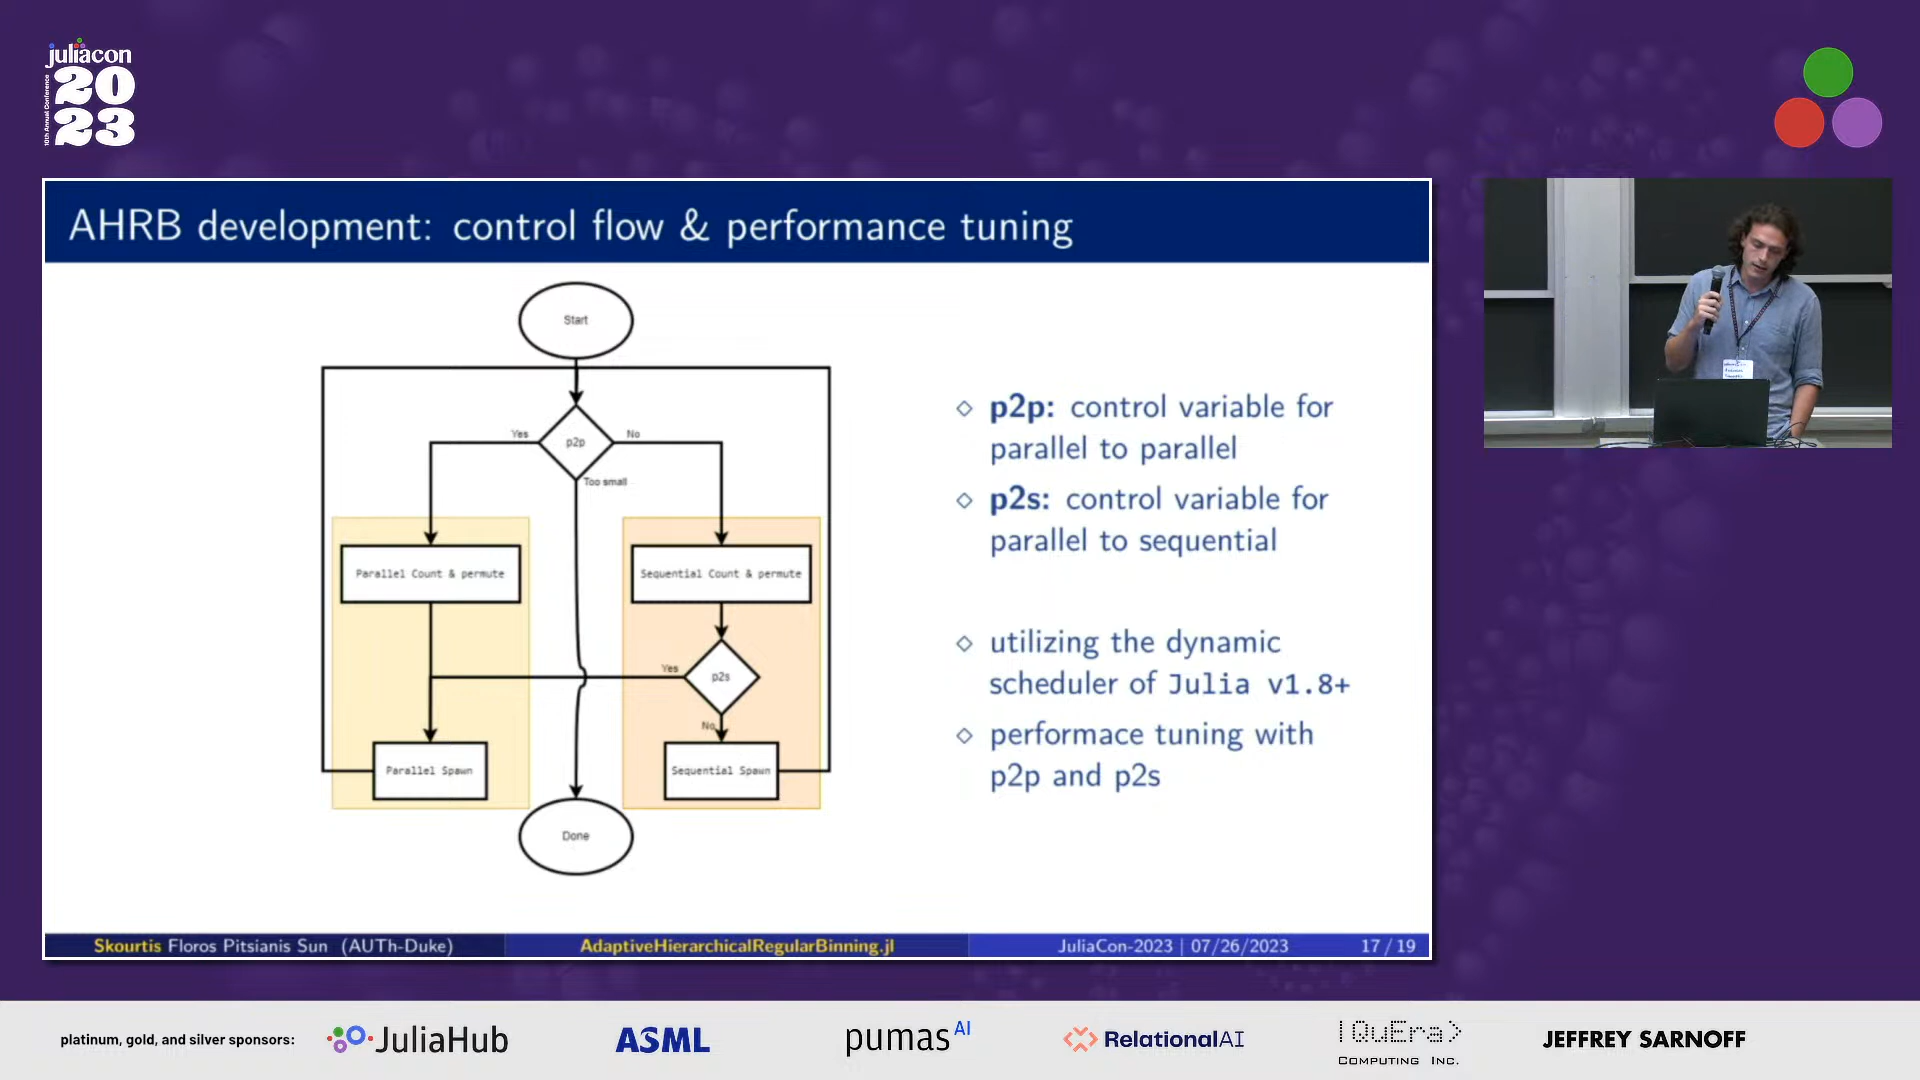 juliacon
2023
10th Annual Conference
AHRB development: control flow & performance tuning
Start
p2p
Yes
No
Too small
Parallel Count & permute
Sequential Count & permute
p2s
Yes
No
Parallel Spawn
Sequential Spawn
Done
◇ p2p: control variable for
parallel to parallel
◇ p2s: control variable for
parallel to sequential
◇ utilizing the dynamic
scheduler of Julia v1.8+
◇ performace tuning with
p2p and p2s
Skourtis Floros Pitsianis Sun (AUTh-Duke)
AdaptiveHierarchicalRegularBinning.jl
JuliaCon-2023 | 07/26/2023
17 / 19
platinum, gold, and silver sponsors:
JuliaHub
ASML
pumas AI
RelationalAI
|QuEra⟩
COMPUTING INC.
JEFFREY SARNOFF